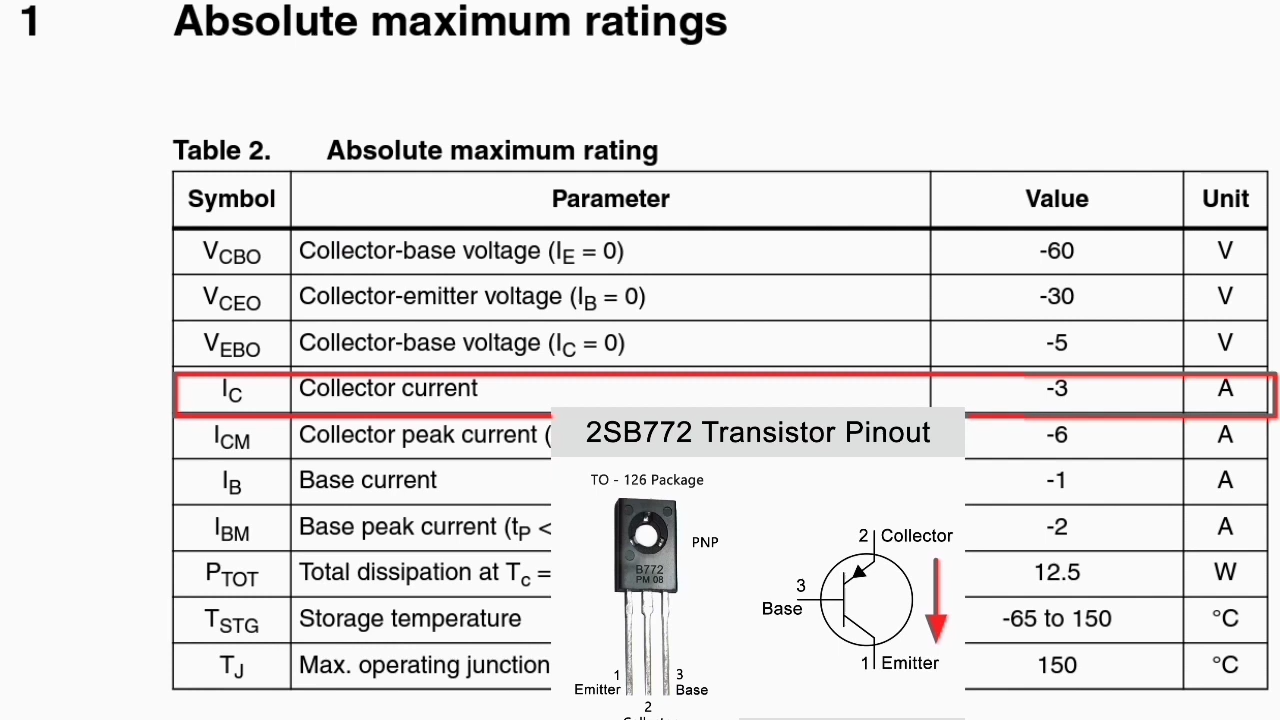 1 Absolute maximum ratings
Table 2. Absolute maximum rating
Symbol Parameter Value Unit
VCBO Collector-base voltage (IE = 0) -60 V
VCEO Collector-emitter voltage (IB = 0) -30 V
VEBO Collector-base voltage (IC = 0) -5 V
IC Collector current -3 A
ICM Collector peak current ( -6 A
IB Base current -1 A
IBM Base peak current (tP < -2 A
PTOT Total dissipation at Tc = 12.5 W
TSTG Storage temperature -65 to 150 °C
TJ Max. operating junction 150 °C
2SB772 Transistor Pinout
TO - 126 Package
PNP
B772
PM 08
1
Emitter
2
3
Base
2 Collector
3
Base
1 Emitter